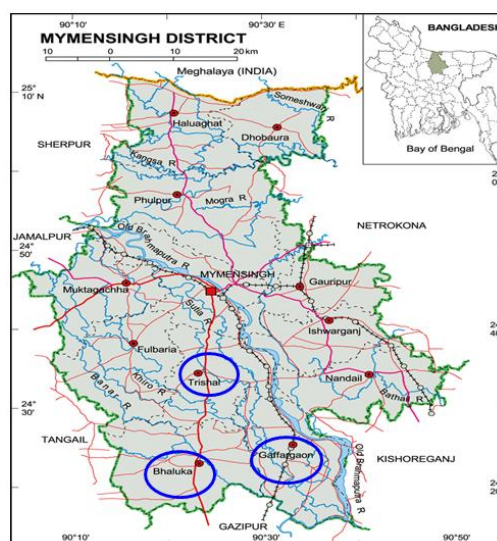 90°10'
90°30' E
MYMENSINGH DISTRICT
BANGLADESH
10 0 10 20 km
Meghalaya (INDIA)
25°
10' N
Someshwari R
Haluaghat
Dhobaura
Bay of Bengal
SHERPUR
Kangsa R
Phulpur
Mogra R
NETROKONA
JAMALPUR
Old Brahmaputra R
24°
50'
MYMENSINGH
Muktagachha
Gauripur
Sutia R
Ishwarganj
Fulbaria
Trishal
Nandail
Khiro R
Banar R
24°
30'
TANGAIL
Gaffargaon
KISHOREGANJ
Bhaluka
Old Brahmaputra R
GAZIPUR
90°10'
90°30'
90°50'